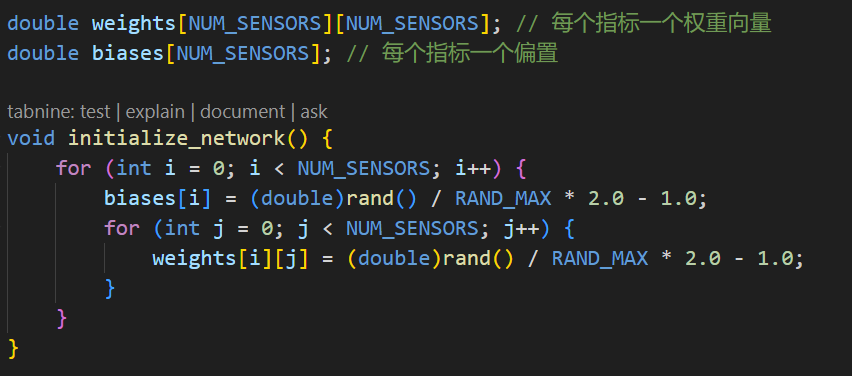 double weights[NUM_SENSORS][NUM_SENSORS]; // 每个指标一个权重向量
double biases[NUM_SENSORS]; // 每个指标一个偏置
tabnine: test | explain | document | ask
void initialize_network() {
    for (int i = 0; i < NUM_SENSORS; i++) {
        biases[i] = (double)rand() / RAND_MAX * 2.0 - 1.0;
        for (int j = 0; j < NUM_SENSORS; j++) {
            weights[i][j] = (double)rand() / RAND_MAX * 2.0 - 1.0;
        }
    }
}